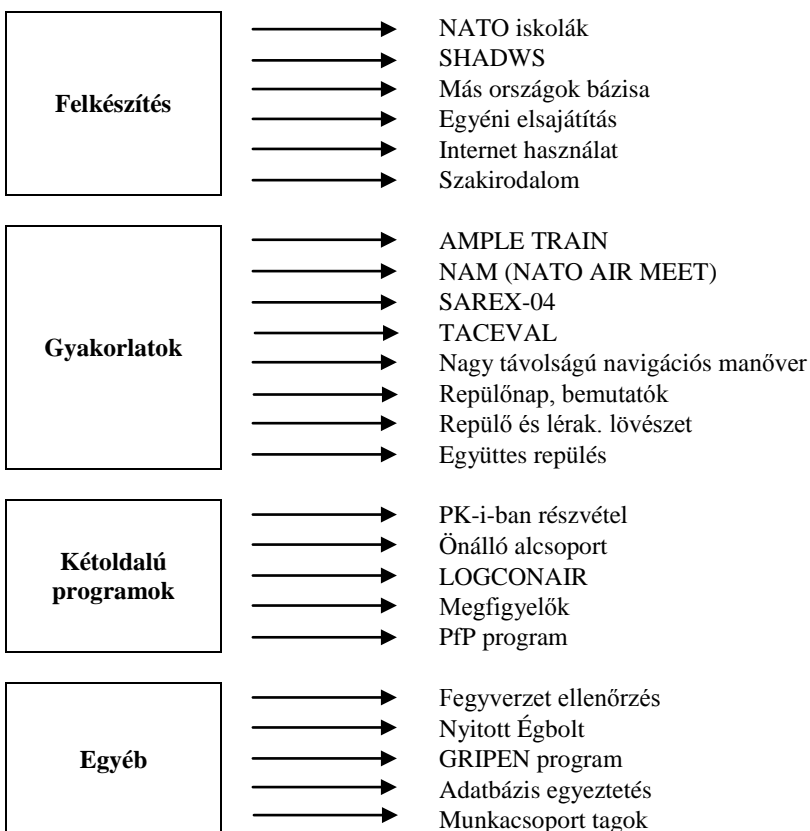 Felkészítés
NATO iskolák
SHADWS
Más országok bázisa
Egyéni elsajátítás
Internet használat
Szakirodalom
Gyakorlatok
AMPLE TRAIN
NAM (NATO AIR MEET)
SAREX-04
TACEVAL
Nagy távolságú navigációs manőver
Repülőnap, bemutatók
Repülő és lérak. lövészet
Együttes repülés
Kétoldalú
programok
PK-i-ban részvétel
Önálló alcsoport
LOGCONAIR
Megfigyelők
PfP program
Egyéb
Fegyverzet ellenőrzés
Nyitott Égbolt
GRIPEN program
Adatbázis egyeztetés
Munkacsoport tagok